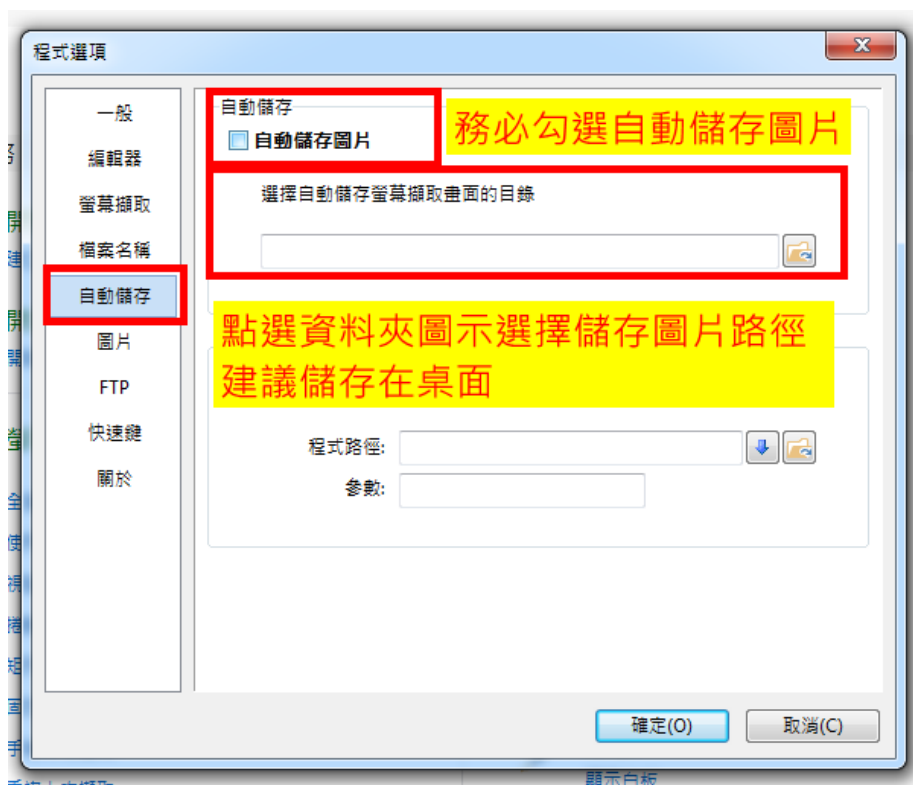 程式選項
一般
編輯器
螢幕擷取
檔案名稱
自動儲存
圖片
FTP
快速鍵
關於
自動儲存
自動儲存圖片
務必勾選自動儲存圖片
選擇自動儲存螢幕擷取畫面的目錄
點選資料夾圖示選擇儲存圖片路徑
建議儲存在桌面
程式路徑:
參數:
確定(O)
取消(C)
顯示白板